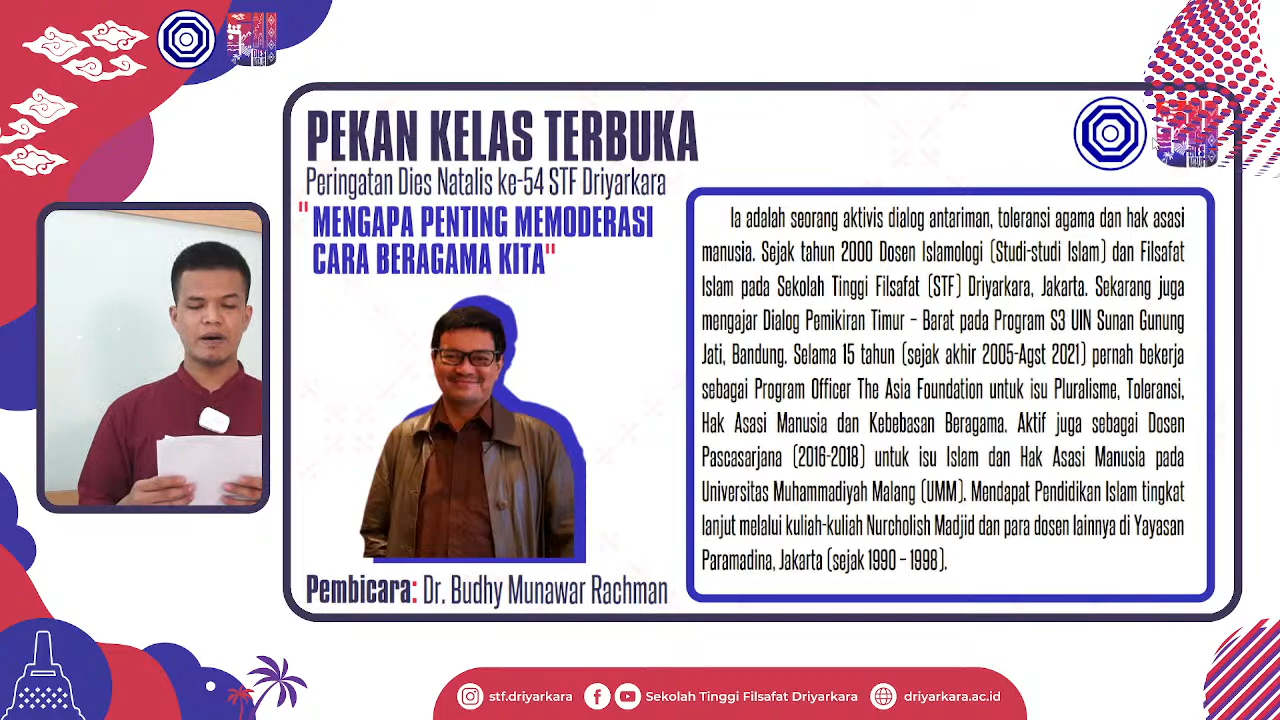 PEKAN KELAS TERBUKA
Peringatan Dies Natalis ke-54 STF Driyarkara
"MENGAPA PENTING MEMODERASI
CARA BERAGAMA KITA"
Pembicara: Dr. Budhy Munawar Rachman
Ia adalah seorang aktivis dialog antariman, toleransi agama dan hak asasi
manusia. Sejak tahun 2000 Dosen Islamologi (Studi-studi Islam) dan Filsafat
Islam pada Sekolah Tinggi Filsafat (STF) Driyarkara, Jakarta. Sekarang juga
mengajar Dialog Pemikiran Timur – Barat pada Program S3 UIN Sunan Gunung
Jati, Bandung. Selama 15 tahun (sejak akhir 2005-Agst 2021) pernah bekerja
sebagai Program Officer The Asia Foundation untuk isu Pluralisme, Toleransi,
Hak Asasi Manusia dan Kebebasan Beragama. Aktif juga sebagai Dosen
Pascasarjana (2016-2018) untuk isu Islam dan Hak Asasi Manusia pada
Universitas Muhammadiyah Malang (UMM). Mendapat Pendidikan Islam tingkat
lanjut melalui kuliah-kuliah Nurcholish Madjid dan para dosen lainnya di Yayasan
Paramadina, Jakarta (sejak 1990 – 1998).
stf.driyarkara
Sekolah Tinggi Filsafat Driyarkara
driyarkara.ac.id